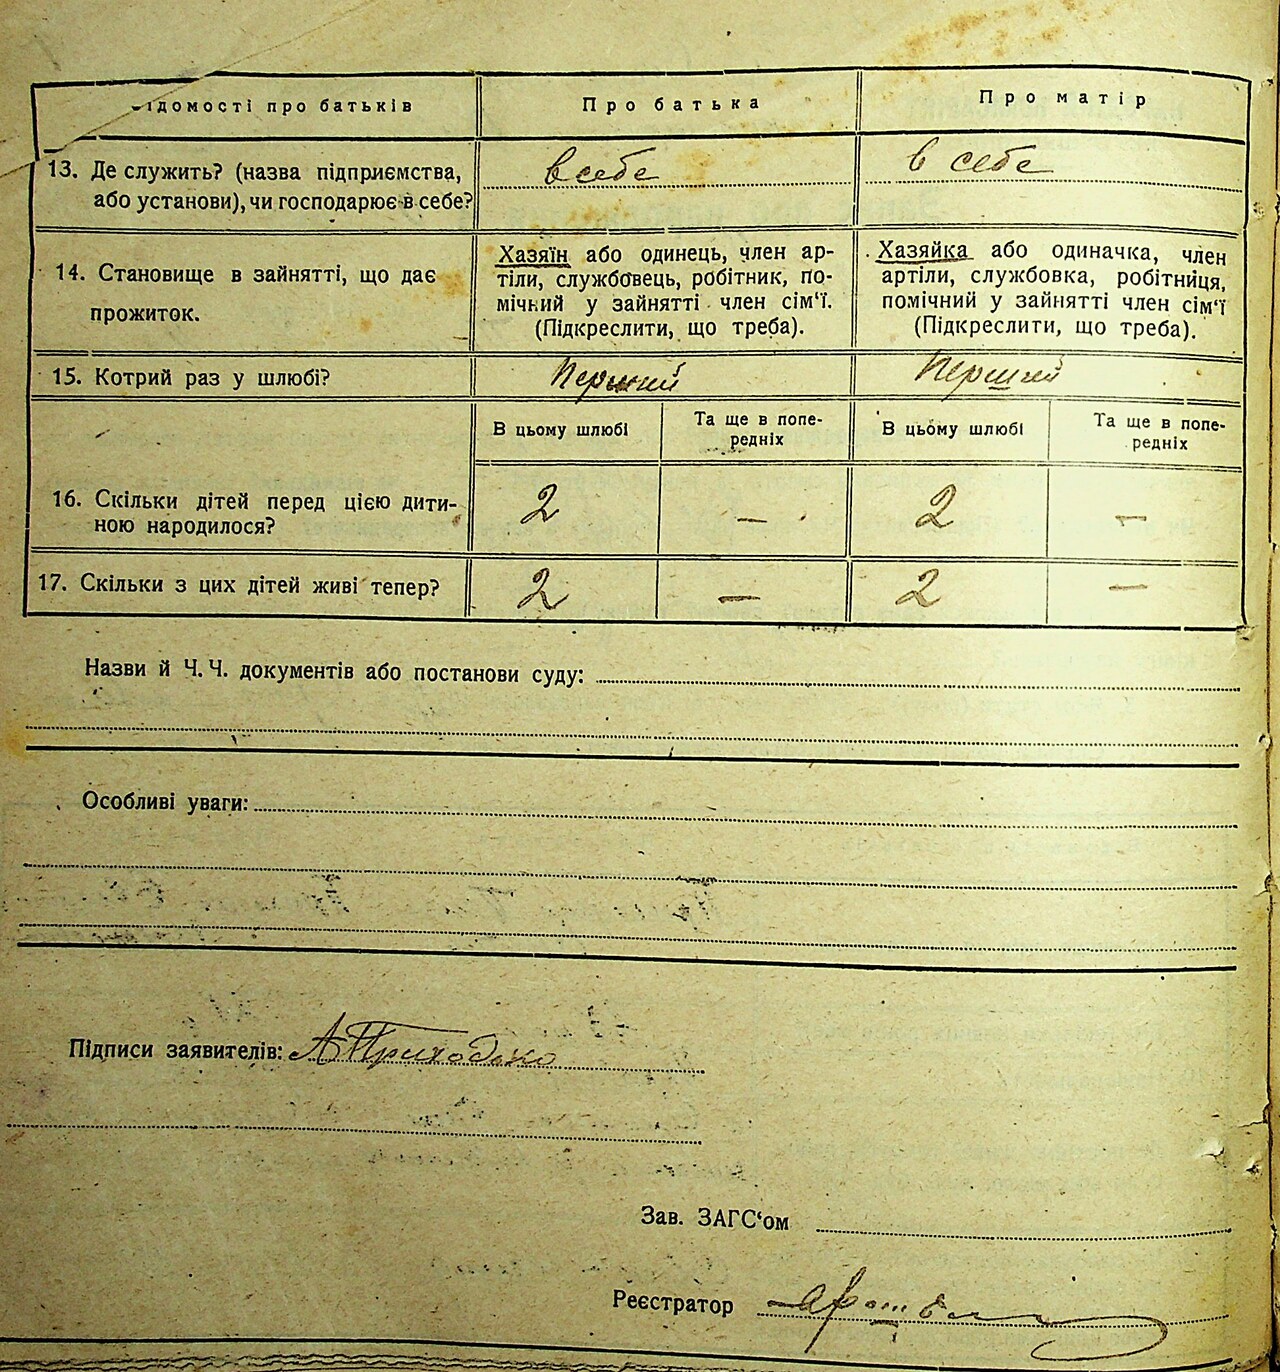 ідомості про батьків
Про батька
Про матір
13. Де служить? (назва підприємства,
або установи), чи господарює в себе?
в себе
в себе
14. Становище в зайнятті, що дає
прожиток.
Хазяїн або одинець, член ар-
тіли, службовець, робітник, по-
мічний у зайнятті член сім‘ї.
(Підкреслити, що треба).
Хазяйка або одиначка, член
артіли, службовка, робітниця,
помічний у зайнятті член сім‘ї
(Підкреслити, що треба).
15. Котрий раз у шлюбі?
Перший
Перший
В цьому шлюбі
Та ще в попе-
редніх
В цьому шлюбі
Та ще в попе-
редніх
16. Скільки дітей перед цією дити-
ною народилося?
2 — 2 —
17. Скільки з цих дітей живі тепер?
2 — 2 —
Назви й Ч. Ч. документів або постанови суду:
Особливі уваги:
Підписи заявителів: А Приходько
Зав. ЗАГС‘ом
Реєстратор